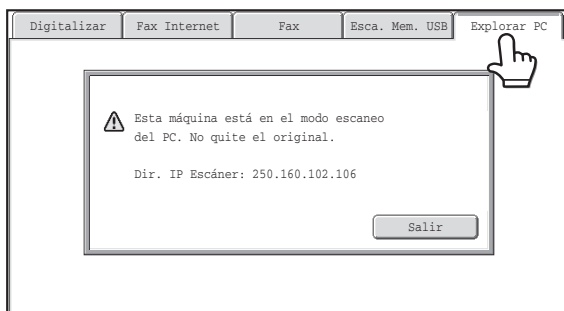 Digitalizar Fax Internet Fax Esca. Mem. USB Explorar PC
Esta máquina está en el modo escaneo
del PC. No quite el original.
Dir. IP Escáner: 250.160.102.106
Salir